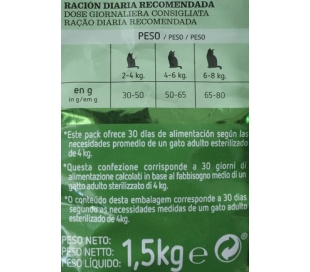 RACIÓN DIARIA RECOMENDADA
DOSE GIORNALIERA CONSIGLIATA
RAÇÃO DIÁRIA RECOMENDADA
PESO / PESO / PESO
2-4 kg. 4-6 kg. 6-8 kg.
en g
in g/em g 30-50 50-65 65-80
*Este pack ofrece 30 días de alimentación según las
necesidades promedio de un gato adulto esterilizado
de 4kg.
*Questa confezione corrisponde a 30 giorni di
alimentazione calcolati in base al fabbisogno medio di un
gatto adulto sterilizzato di 4 kg.
*O conteúdo desta embalagem corresponde a 30 dias
segundo as necessidades medidas de um gato adulto
esterilizado de 4kg
PESO NETO:
PESO NETTO:
PESO LÍQUIDO: 1,5kg e